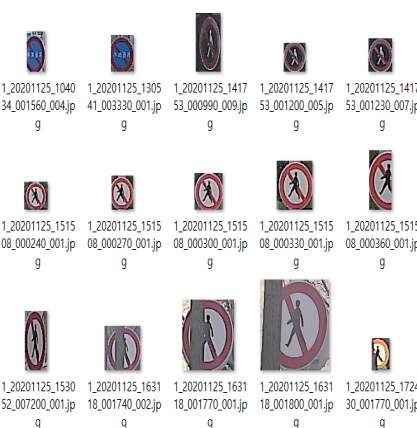 1_20201125_1040
34_001560_004.jp
g
1_20201125_1305
41_003330_001.jp
g
1_20201125_1417
53_000990_009.jp
g
1_20201125_1417
53_001200_005.jp
g
1_20201125_1417
53_001230_007.jp
g
1_20201125_1515
08_000240_001.jp
g
1_20201125_1515
08_000270_001.jp
g
1_20201125_1515
08_000300_001.jp
g
1_20201125_1515
08_000330_001.jp
g
1_20201125_1515
08_000360_001.jp
g
1_20201125_1530
52_007200_001.jp
g
1_20201125_1631
18_001740_002.jp
g
1_20201125_1631
18_001770_001.jp
g
1_20201125_1631
18_001800_001.jp
g
1_20201125_1724
30_001770_001.jp
g